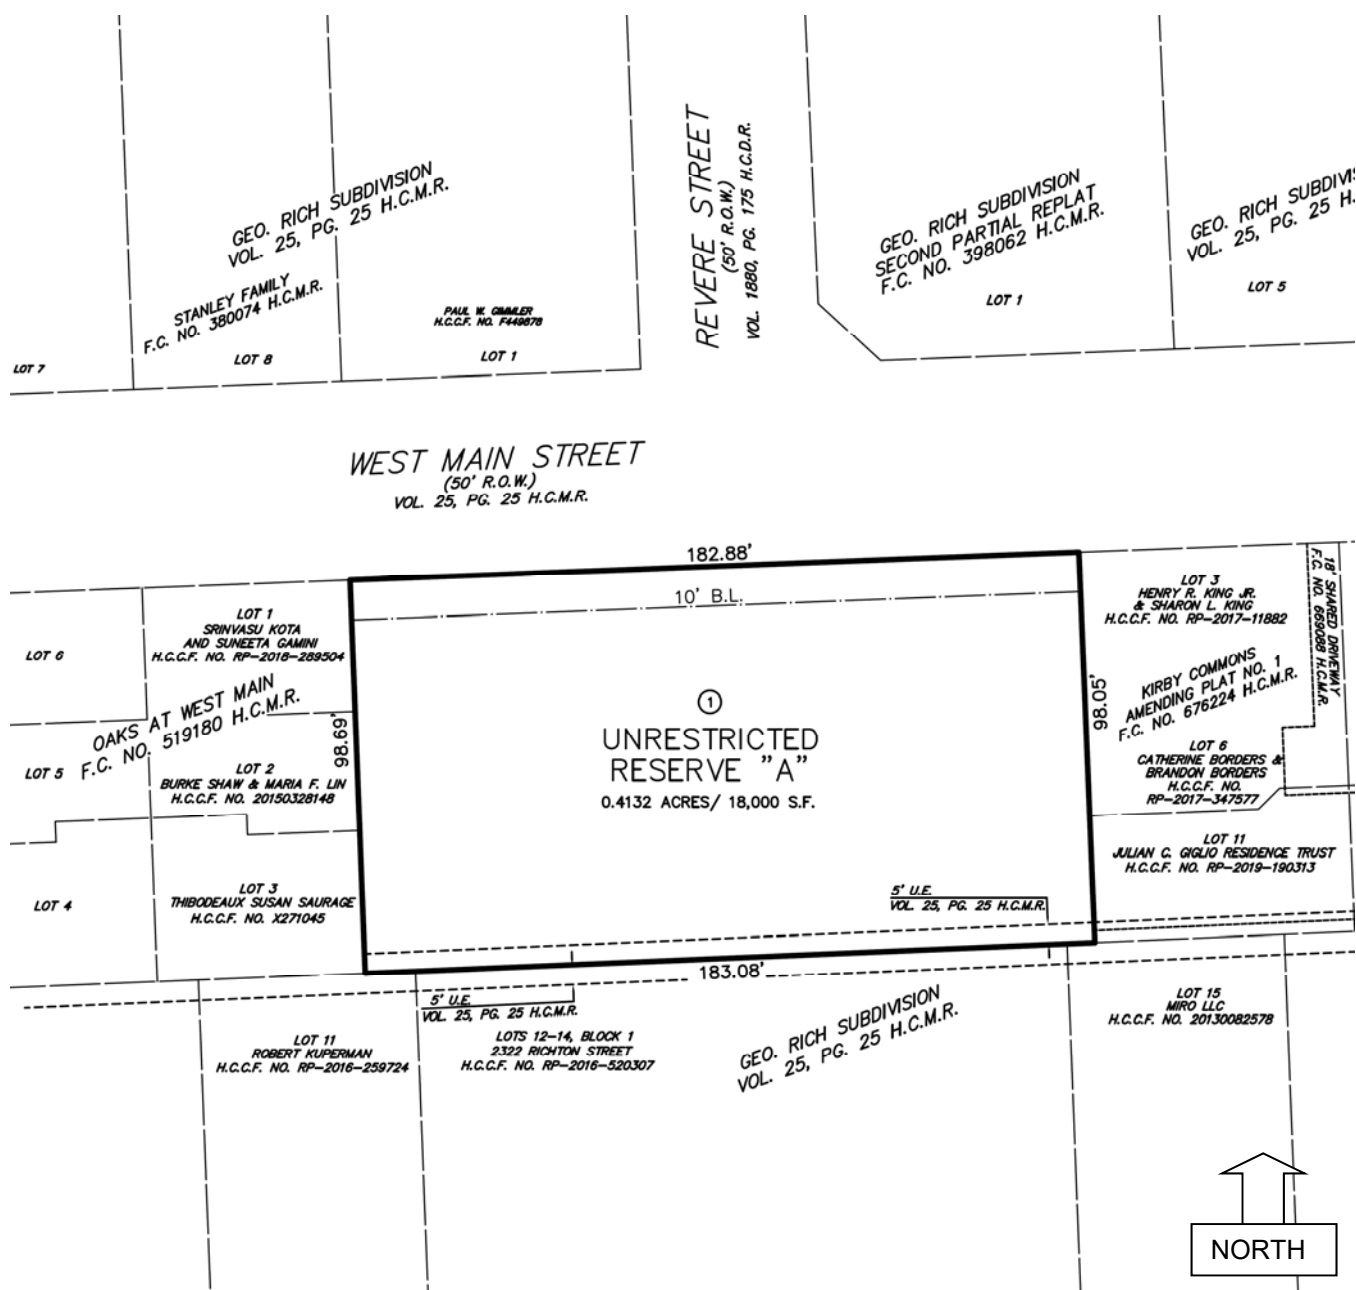 GEO. RICH SUBDIVISION
VOL. 25, PG. 25 H.C.M.R.
STANLEY FAMILY
F.C. NO. 380074 H.C.M.R.
LOT 7
LOT 8
PAUL W. GIMMLER
H.C.C.F. NO. F449878
LOT 1
REVERE STREET
(50' R.O.W.)
VOL. 1880, PG. 175 H.C.D.R.
GEO. RICH SUBDIVISION
SECOND PARTIAL REPLAT
F.C. NO. 398062 H.C.M.R.
LOT 1
GEO. RICH SUBDIVIS
VOL. 25, PG. 25 H.
LOT 5
WEST MAIN STREET
(50' R.O.W.)
VOL. 25, PG. 25 H.C.M.R.
182.88'
10' B.L.
LOT 6
LOT 1
SRINVASU KOTA
AND SUNEETA GAMINI
H.C.C.F. NO. RP-2018-289504
OAKS AT WEST MAIN
F.C. NO. 519180 H.C.M.R.
LOT 5
LOT 2
BURKE SHAW & MARIA F. LIN
H.C.C.F. NO. 20150328148
98.69'
LOT 4
LOT 3
THIBODEAUX SUSAN SAURAGE
H.C.C.F. NO. X271045
1
UNRESTRICTED
RESERVE "A"
0.4132 ACRES/ 18,000 S.F.
98.05'
LOT 3
HENRY R. KING JR.
& SHARON L. KING
H.C.C.F. NO. RP-2017-11882
18' SHARED DRIVEWAY
F.C. NO. 669088 H.C.M.R.
KIRBY COMMONS
AMENDING PLAT NO. 1
F.C. NO. 676224 H.C.M.R.
LOT 6
CATHERINE BORDERS &
BRANDON BORDERS
H.C.C.F. NO.
RP-2017-347577
LOT 11
JULIAN C. GIGLIO RESIDENCE TRUST
H.C.C.F. NO. RP-2019-190313
5' U.E.
VOL. 25, PG. 25 H.C.M.R.
183.08'
5' U.E.
VOL. 25, PG. 25 H.C.M.R.
LOT 11
ROBERT KUPERMAN
H.C.C.F. NO. RP-2016-259724
LOTS 12-14, BLOCK 1
2322 RICHTON STREET
H.C.C.F. NO. RP-2016-520307
GEO. RICH SUBDIVISION
VOL. 25, PG. 25 H.C.M.R.
LOT 15
MIRO LLC
H.C.C.F. NO. 20130082578
NORTH